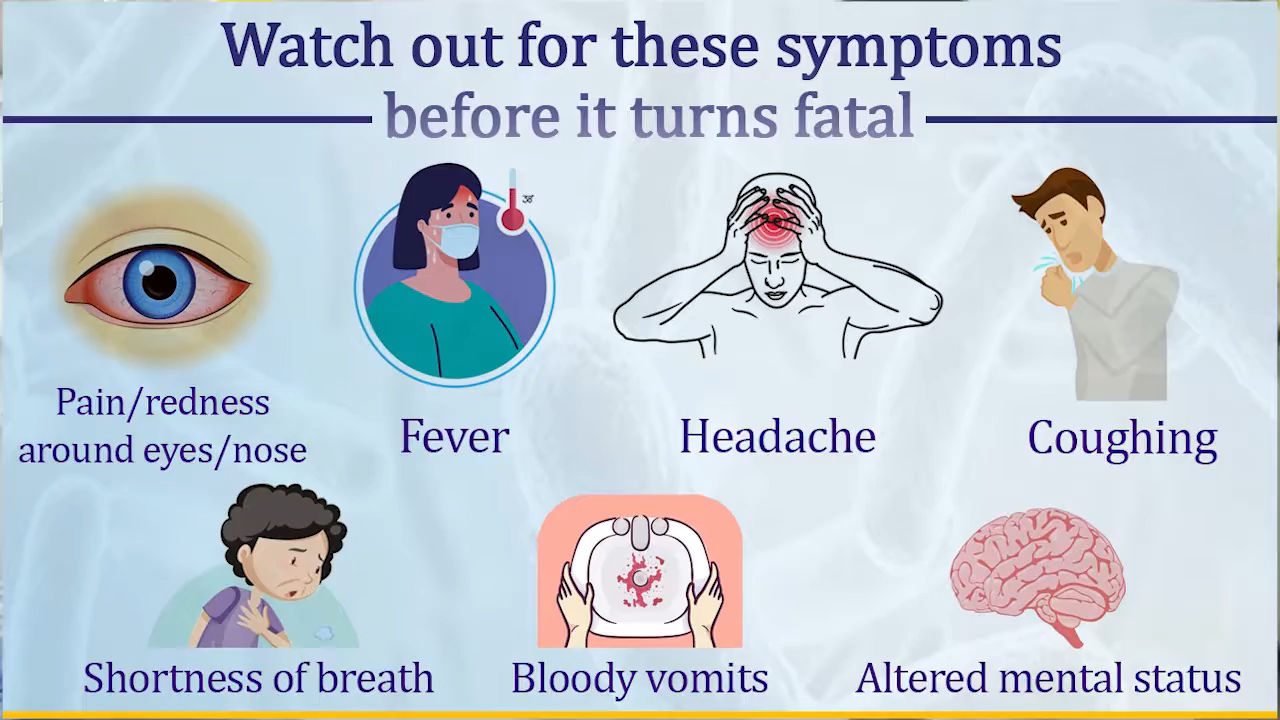 Watch out for these symptoms
before it turns fatal
38°
Pain/redness
around eyes/nose
Fever
Headache
Coughing
Shortness of breath
Bloody vomits
Altered mental status